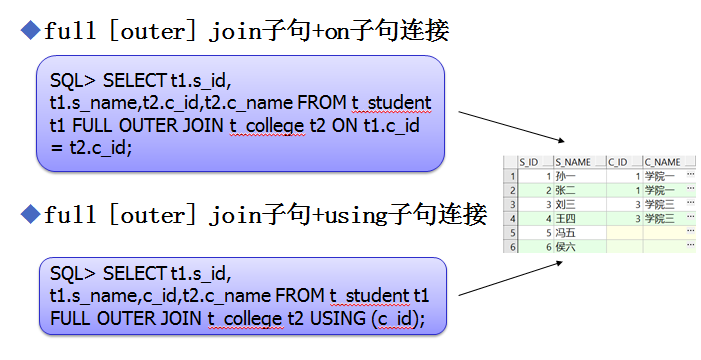 ◆full [outer] join子句+on子句连接
SQL> SELECT t1.s_id,
t1.s_name,t2.c_id,t2.c_name FROM t_student
t1 FULL OUTER JOIN t_college t2 ON t1.c_id
= t2.c_id;
S_ID S_NAME C_ID C_NAME
1 1 孙一 1 学院一 ···
2 2 张二 1 学院一 ···
3 3 刘三 3 学院三 ···
4 4 王四 3 学院三 ···
5 5 冯五 ···
6 6 侯六 ···
◆full [outer] join子句+using子句连接
SQL> SELECT t1.s_id,
t1.s_name,c_id,t2.c_name FROM t_student t1
FULL OUTER JOIN t_college t2 USING (c_id);